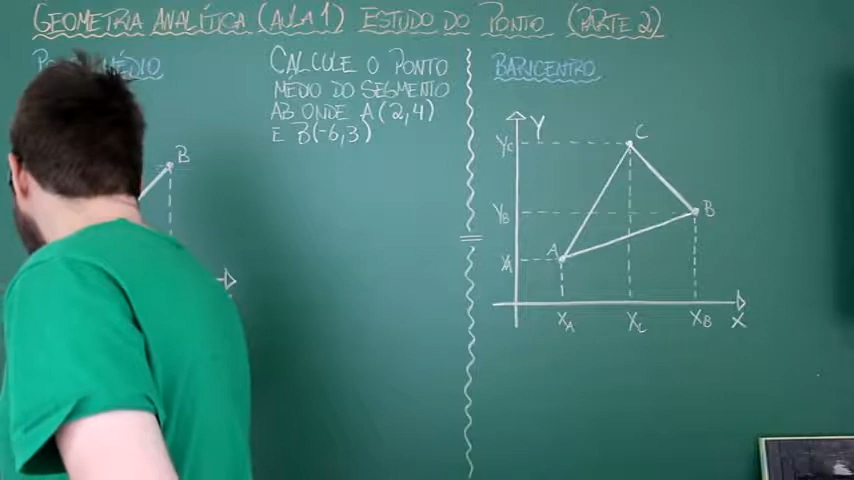 GEOMETRIA ANALÍTICA (AULA 1) ESTUDO DO PONTO (PARTE 2)
MÉDIO
B
CALCULE O PONTO
MÉDIO DO SEGMENTO
AB ONDE A(2,4)
E B(-6,3)
BARICENTRO
Y
YC
C
YB
B
YA
A
XA
XC
XB
X